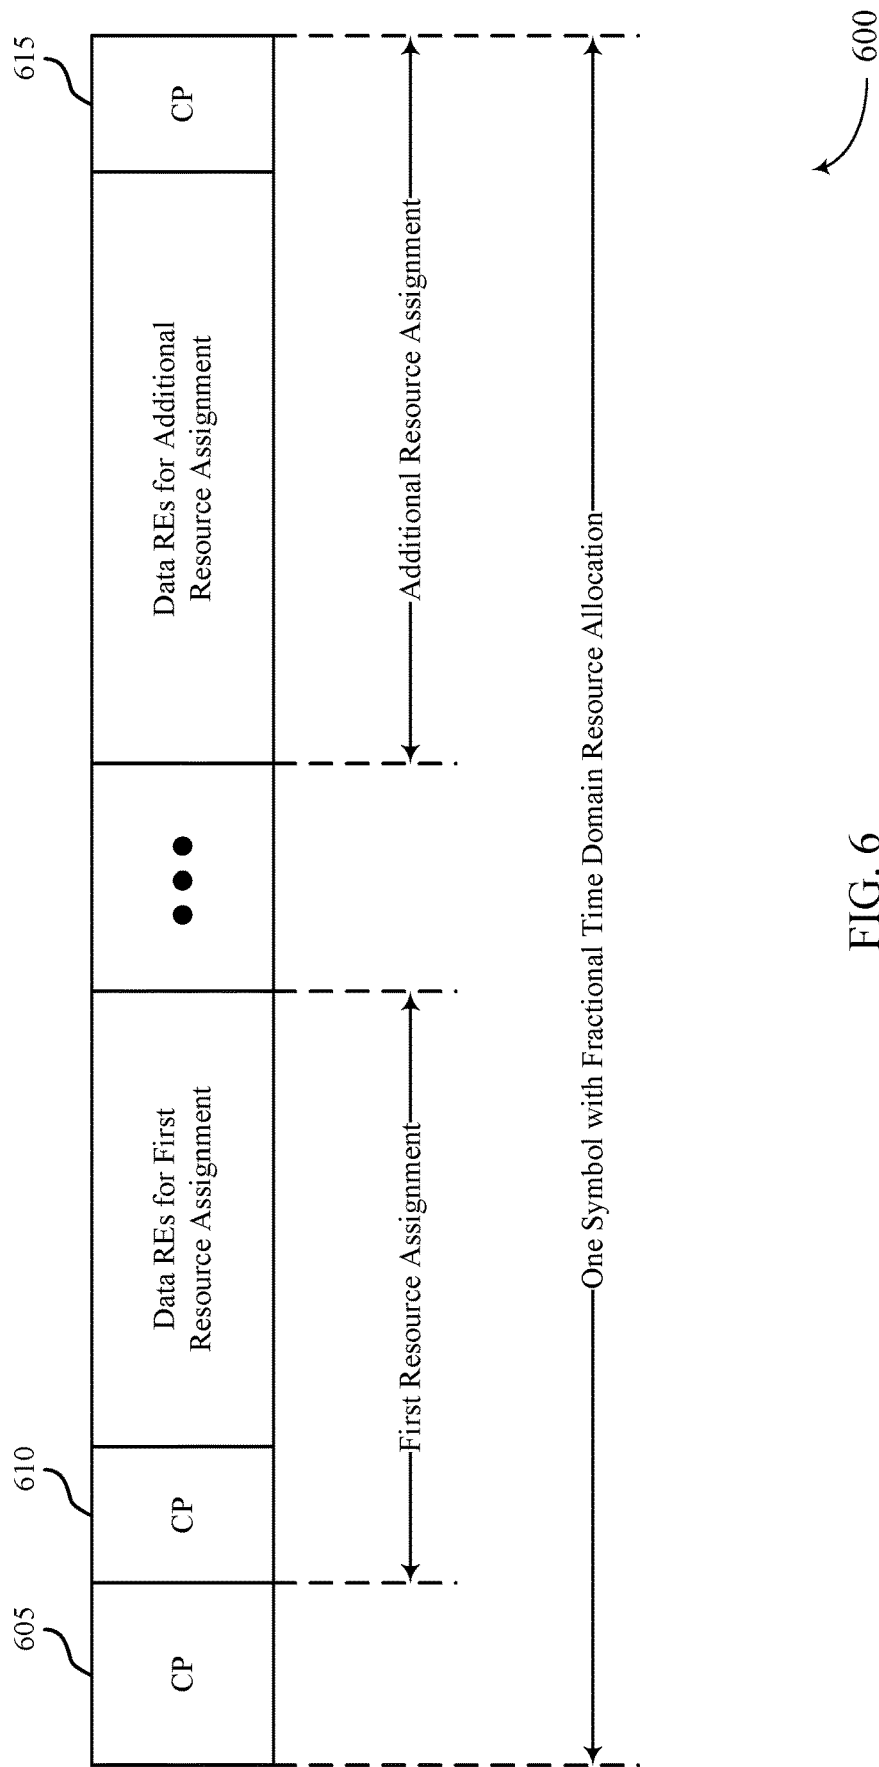 605
610
615
CP
CP
Data REs for First
Resource Assignment
Data REs for Additional
Resource Assignment
CP
First Resource Assignment
Additional Resource Assignment
One Symbol with Fractional Time Domain Resource Allocation
600
FIG. 6